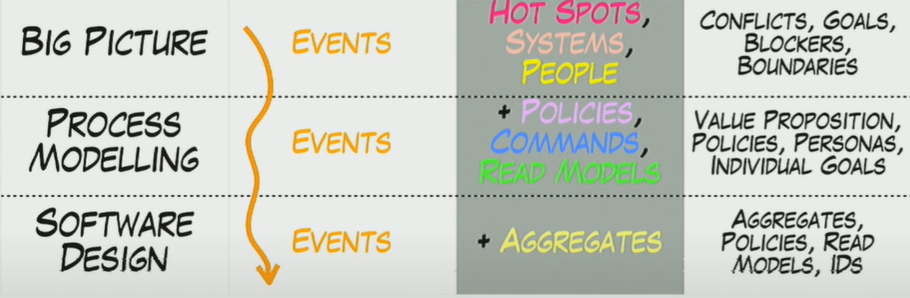 BIG PICTURE
EVENTS
HOT SPOTS,
SYSTEMS,
PEOPLE
CONFLICTS, GOALS,
BLOCKERS,
BOUNDARIES
PROCESS
MODELLING
EVENTS
+ POLICIES,
COMMANDS,
READ MODELS
VALUE PROPOSITION,
POLICIES, PERSONAS,
INDIVIDUAL GOALS
SOFTWARE
DESIGN
EVENTS
+ AGGREGATES
AGGREGATES,
POLICIES, READ
MODELS, IDS